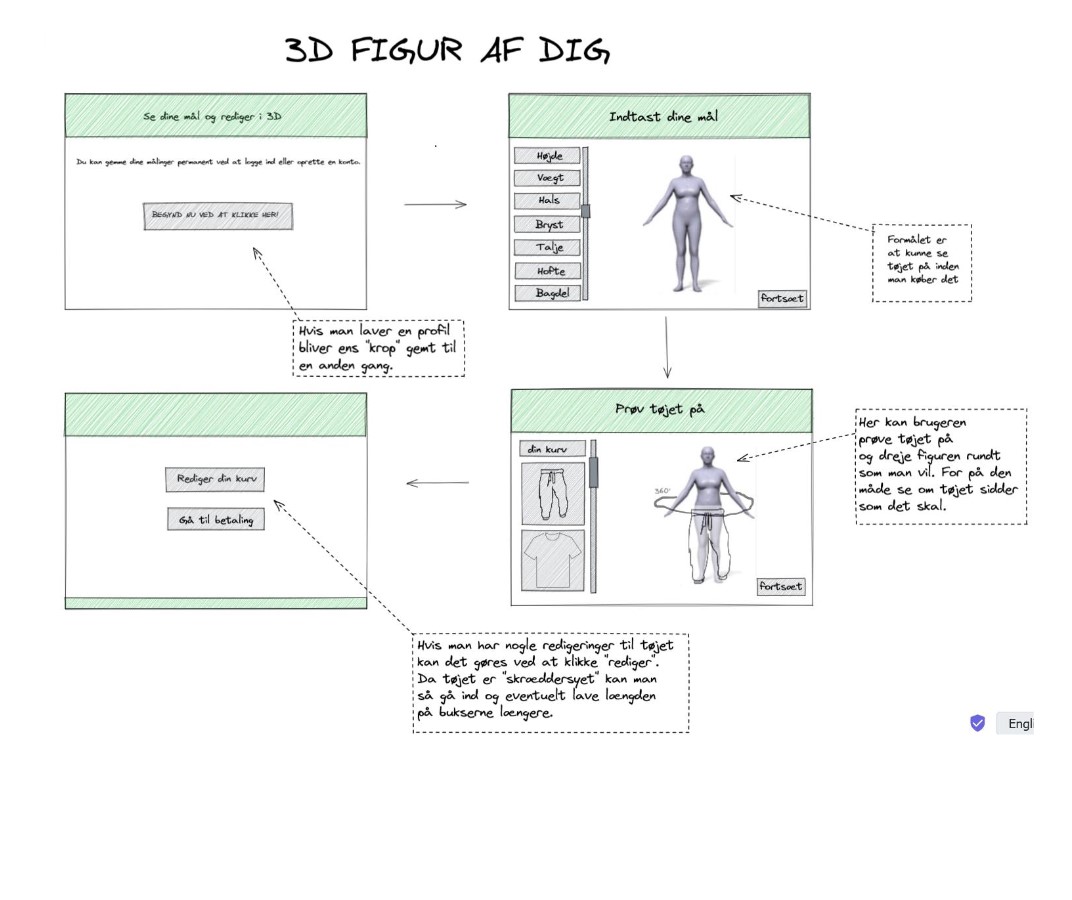 3D FIGUR AF DIG
Se dine mål og rediger i 3D
Du kan gemme dine målinger permanent ved at logge ind eller oprette en konto.
BEGYND NU VED AT KLIKKE HER!
Hvis man laver en profil
bliver ens "krop" gemt til
en anden gang.
Indtast dine mål
Højde
Vægt
Hals
Bryst
Talje
Hofte
Bagdel
fortsæt
Formålet er
at kunne se
tøjet på inden
man køber det
Prøv tøjet på
din kurv
360°
fortsæt
Her kan brugeren
prøve tøjet på
og dreje figuren rundt
som man vil. For på den
måde se om tøjet sidder
som det skal.
Rediger din kurv
Gå til betaling
Hvis man har nogle redigeringer til tøjet
kan det gøres ved at klikke "rediger".
Da tøjet er "skræddersyet" kan man
så gå ind og eventuelt lave længden
på bukserne længere.
Engl